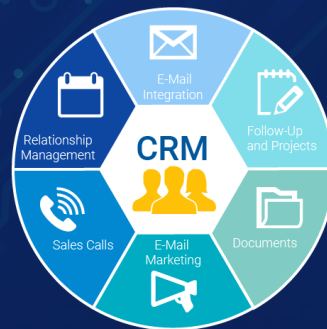 E-Mail
Integration
Relationship
Management
Follow-Up
and Projects
CRM
Sales Calls
E-Mail
Marketing
Documents